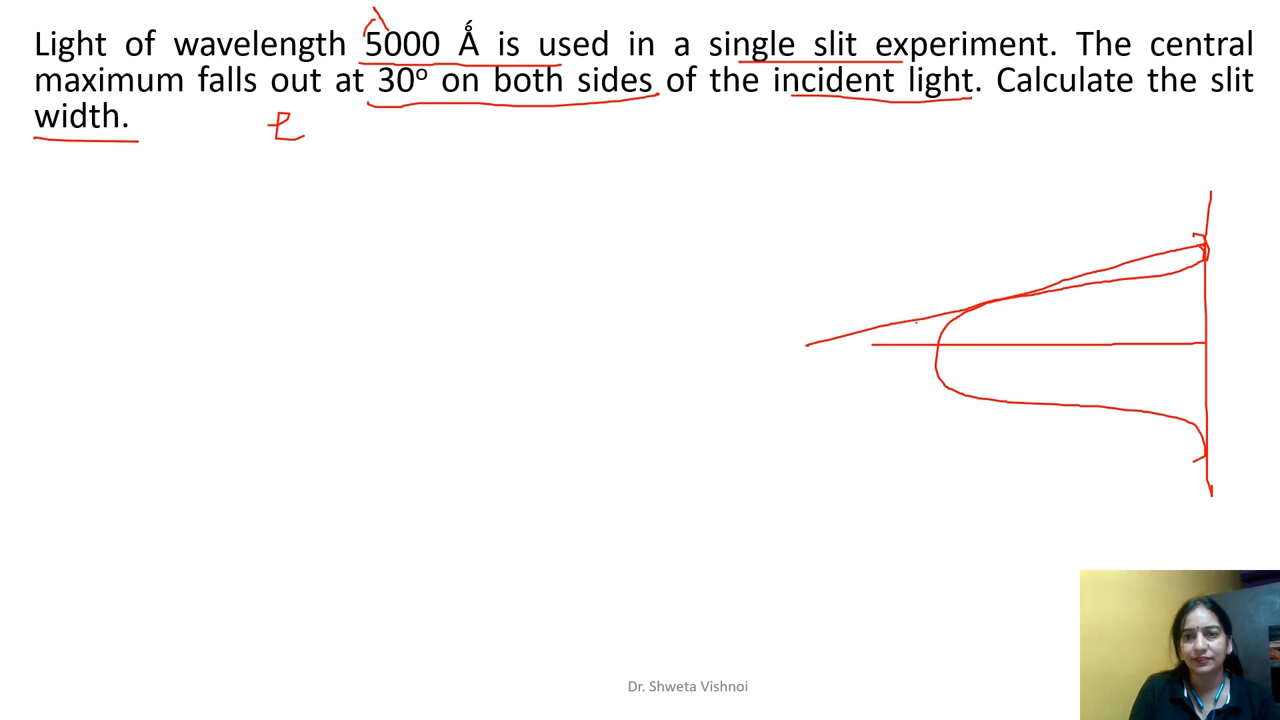 Light of wavelength 5000 Ǻ is used in a single slit experiment. The central
maximum falls out at 30º on both sides of the incident light. Calculate the slit
width.
λ
e
Dr. Shweta Vishnoi